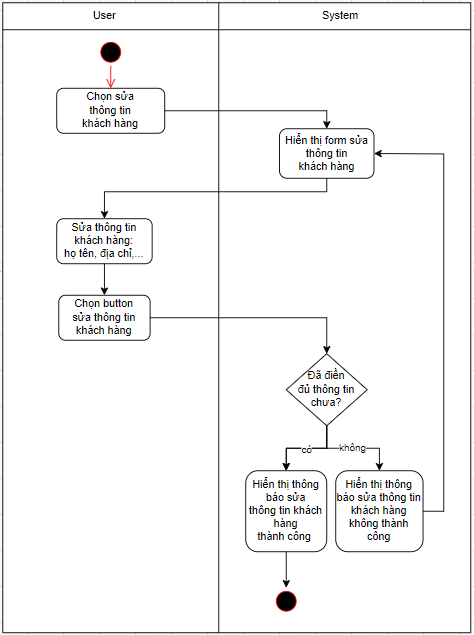 User
System
Chọn sửa
thông tin
khách hàng
Hiển thị form sửa
thông tin
khách hàng
Sửa thông tin
khách hàng:
họ tên, địa chỉ,...
Chọn button
sửa thông tin
khách hàng
Đã điền
đủ thông tin
chưa?
có
không
Hiển thị thông
báo sửa
thông tin khách
hàng
thành công
Hiển thị thông
báo sửa thông tin
khách hàng
không thành
công